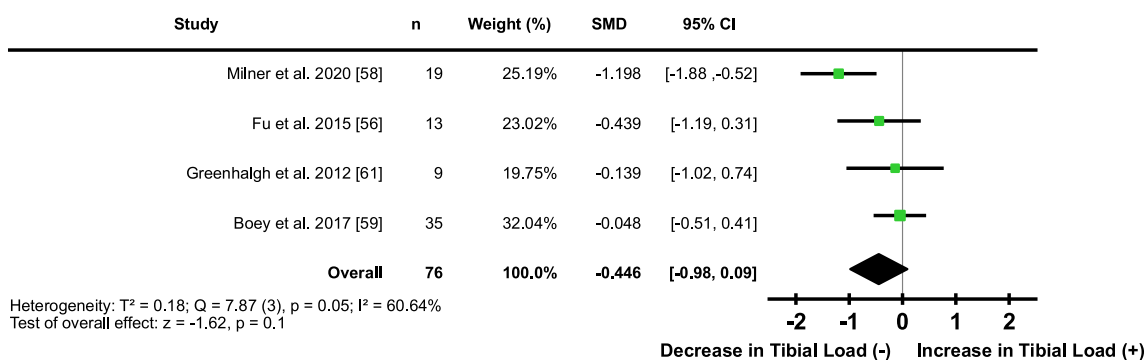 Study n Weight (%) SMD 95% CI
Milner et al. 2020 [58] 19 25.19% -1.198 [-1.88 ,-0.52]
Fu et al. 2015 [56] 13 23.02% -0.439 [-1.19, 0.31]
Greenhalgh et al. 2012 [61] 9 19.75% -0.139 [-1.02, 0.74]
Boey et al. 2017 [59] 35 32.04% -0.048 [-0.51, 0.41]
Overall 76 100.0% -0.446 [-0.98, 0.09]
Heterogeneity: T² = 0.18; Q = 7.87 (3), p = 0.05; I² = 60.64%
Test of overall effect: z = -1.62, p = 0.1
-2 -1 0 1 2
Decrease in Tibial Load (-) Increase in Tibial Load (+)